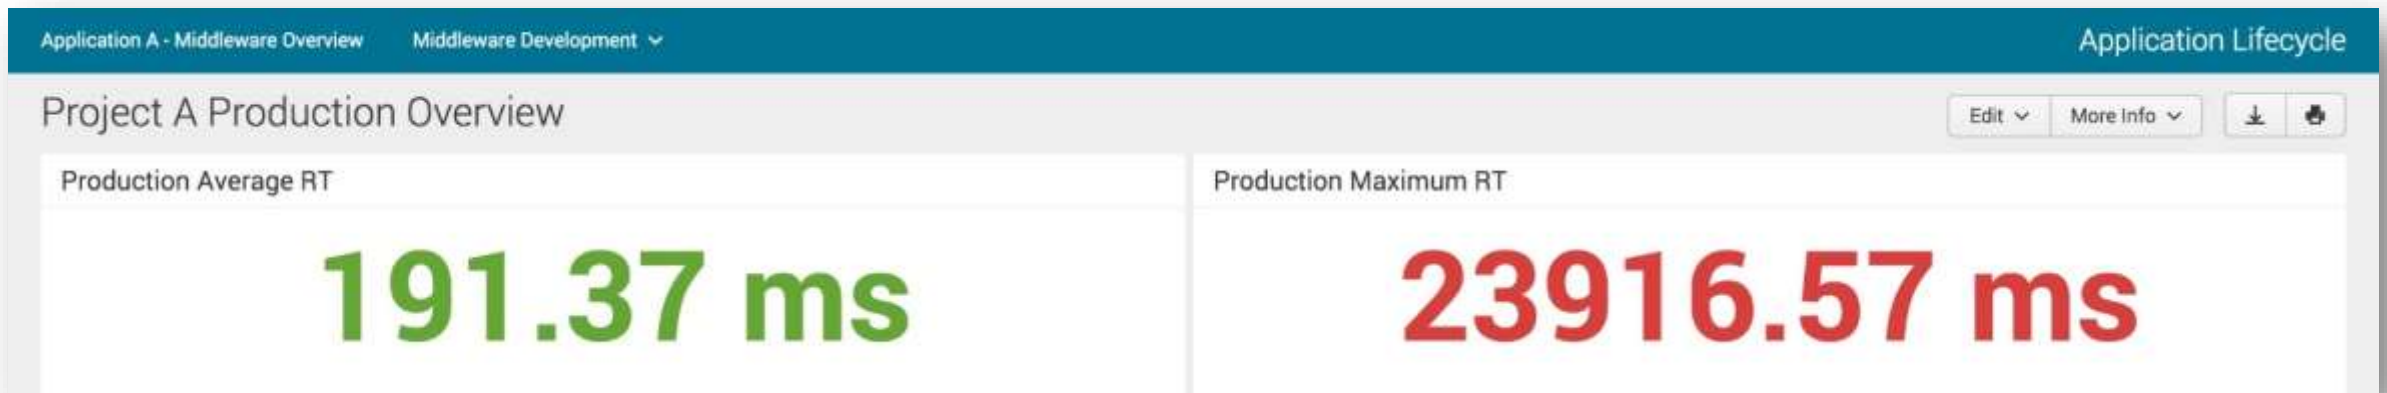 Application A - Middleware Overview Middleware Development Application Lifecycle
Project A Production Overview Edit More Info
Production Average RT Production Maximum RT
191.37 ms 23916.57 ms